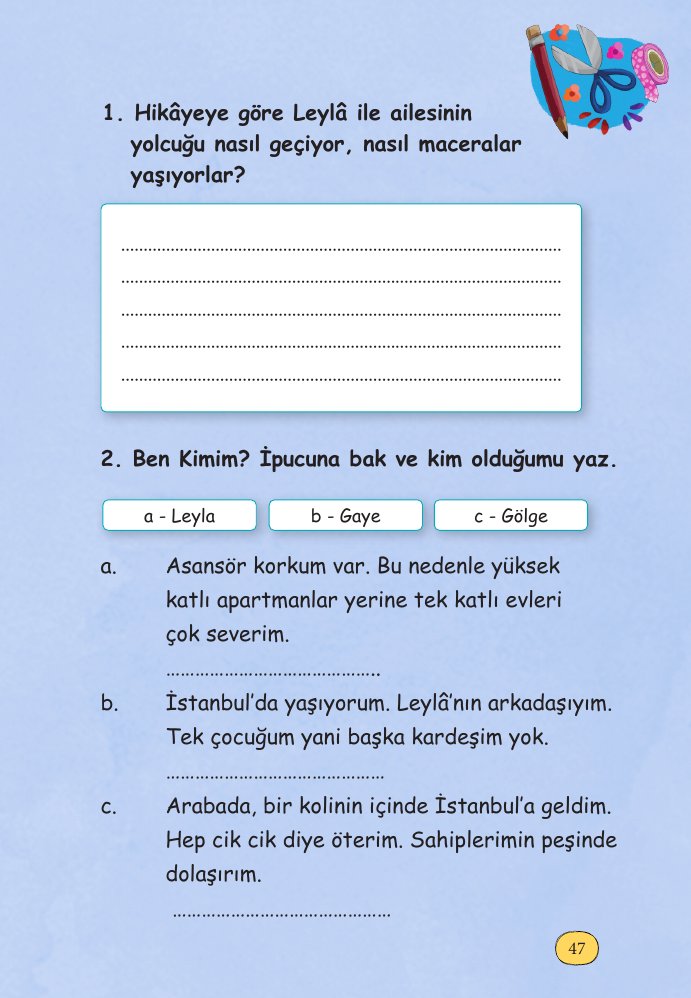 1. Hikâyeye göre Leylâ ile ailesinin
yolcuğu nasıl geçiyor, nasıl maceralar
yaşıyorlar?
..................................................................................................
..................................................................................................
..................................................................................................
..................................................................................................
..................................................................................................
2. Ben Kimim? İpucuna bak ve kim olduğumu yaz.
a - Leyla b - Gaye c - Gölge
a. Asansör korkum var. Bu nedenle yüksek
katlı apartmanlar yerine tek katlı evleri
çok severim.
……………………………………..
b. İstanbul’da yaşıyorum. Leylâ’nın arkadaşıyım.
Tek çocuğum yani başka kardeşim yok.
………………………………………
c. Arabada, bir kolinin içinde İstanbul’a geldim.
Hep cik cik diye öterim. Sahiplerimin peşinde
dolaşırım.
………………………………………
47